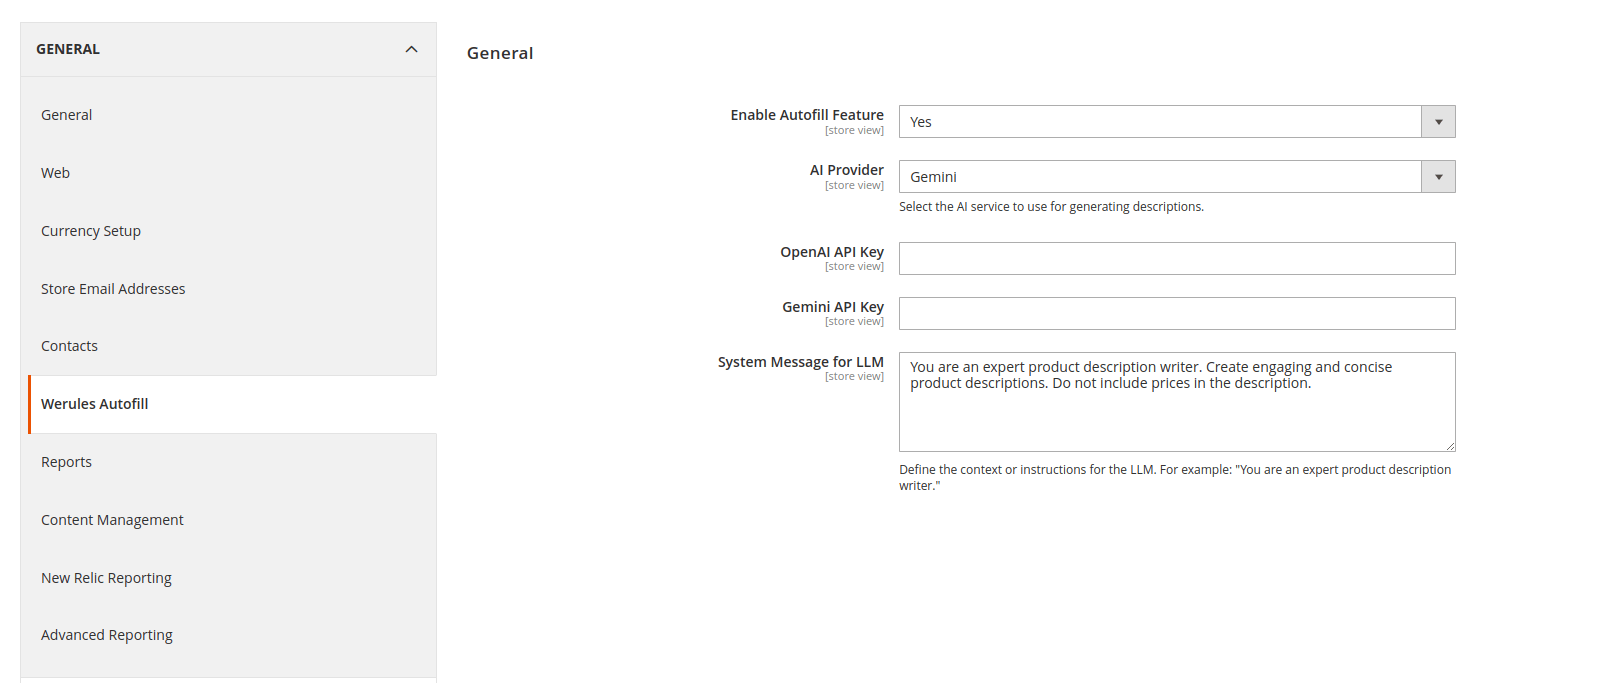 GENERAL
General
Web
Currency Setup
Store Email Addresses
Contacts
Werules Autofill
Reports
Content Management
New Relic Reporting
Advanced Reporting
General
Enable Autofill Feature
[store view]
Yes
AI Provider
[store view]
Gemini
Select the AI service to use for generating descriptions.
OpenAI API Key
[store view]
Gemini API Key
[store view]
System Message for LLM
[store view]
You are an expert product description writer. Create engaging and concise
product descriptions. Do not include prices in the description.
Define the context or instructions for the LLM. For example: "You are an expert product description
writer."